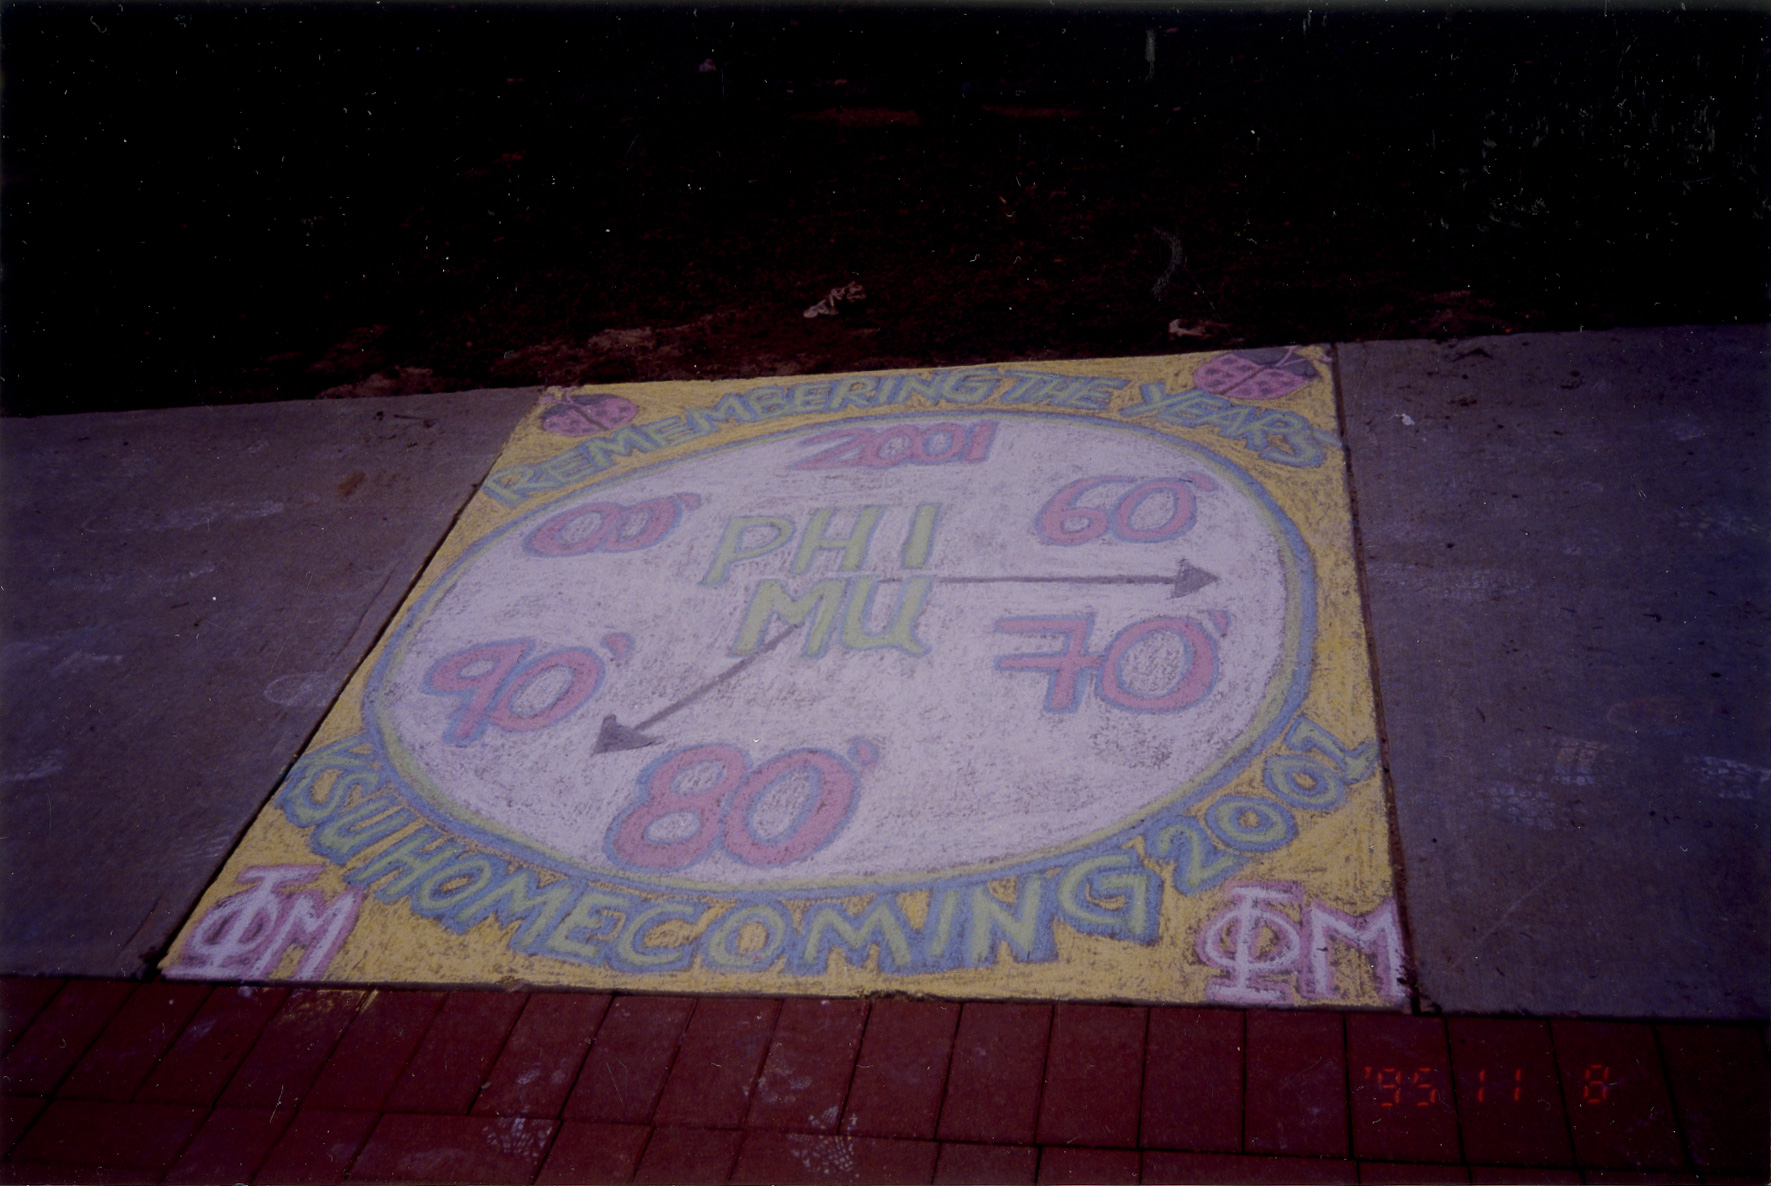 REMEMBERING THE YEARS
2001
00'
60'
PHI
MU
90'
70'
80'
KSU HOMECOMING 2001
ΦM
ΦM
'95 11 8